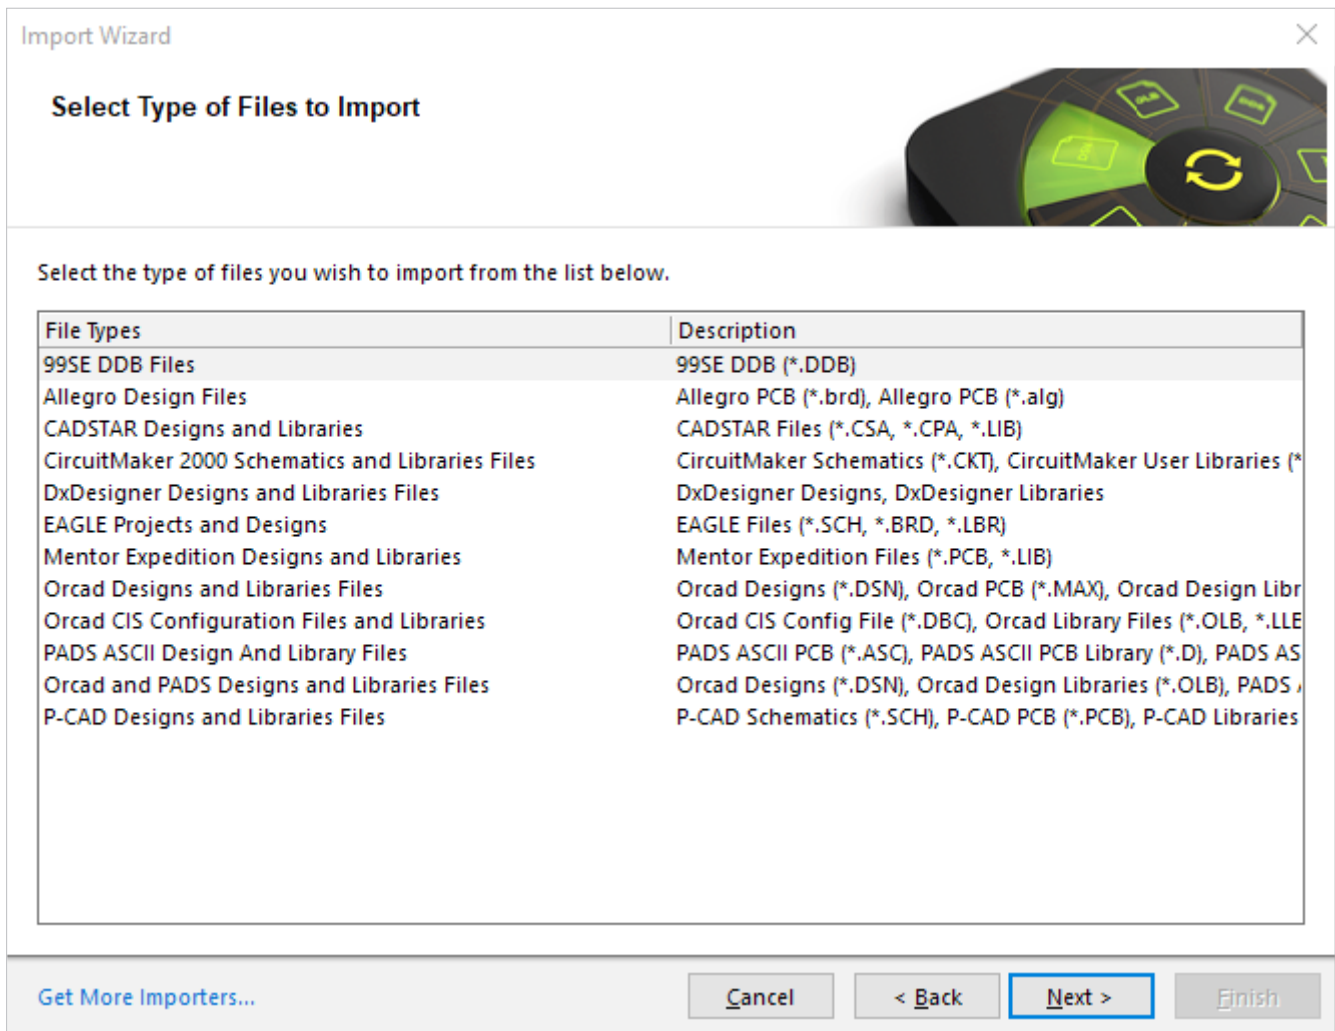 Import Wizard
Select Type of Files to Import
OLB
DDB
DSN
Select the type of files you wish to import from the list below.
File Types Description
99SE DDB Files 99SE DDB (*.DDB)
Allegro Design Files Allegro PCB (*.brd), Allegro PCB (*.alg)
CADSTAR Designs and Libraries CADSTAR Files (*.CSA, *.CPA, *.LIB)
CircuitMaker 2000 Schematics and Libraries Files CircuitMaker Schematics (*.CKT), CircuitMaker User Libraries (*
DxDesigner Designs and Libraries Files DxDesigner Designs, DxDesigner Libraries
EAGLE Projects and Designs EAGLE Files (*.SCH, *.BRD, *.LBR)
Mentor Expedition Designs and Libraries Mentor Expedition Files (*.PCB, *.LIB)
Orcad Designs and Libraries Files Orcad Designs (*.DSN), Orcad PCB (*.MAX), Orcad Design Libr
Orcad CIS Configuration Files and Libraries Orcad CIS Config File (*.DBC), Orcad Library Files (*.OLB, *.LLB
PADS ASCII Design And Library Files PADS ASCII PCB (*.ASC), PADS ASCII PCB Library (*.D), PADS AS
Orcad and PADS Designs and Libraries Files Orcad Designs (*.DSN), Orcad Design Libraries (*.OLB), PADS
P-CAD Designs and Libraries Files P-CAD Schematics (*.SCH), P-CAD PCB (*.PCB), P-CAD Libraries
Get More Importers... Cancel < Back Next > Finish